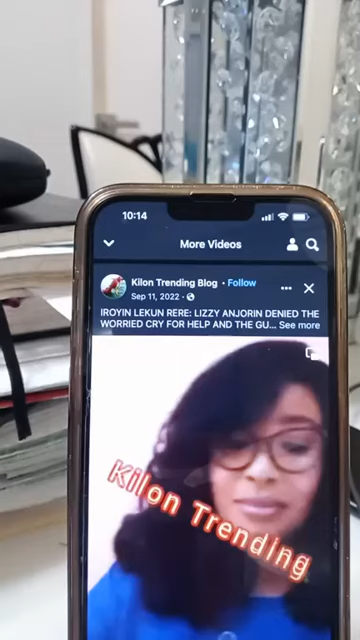 10:14
More Videos
Kilon Trending Blog · Follow
Sep 11, 2022 ·
IROYIN LEKUN RERE: LIZZY ANJORIN DENIED THE
WORRIED CRY FOR HELP AND THE GU... See more
Kilon Trending